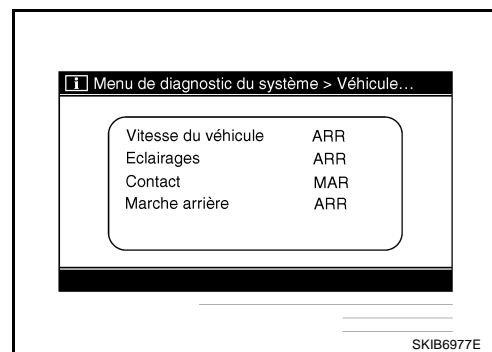 i Menu de diagnostic du système > Véhicule...
Vitesse du véhicule ARR
Eclairages ARR
Contact MAR
Marche arrière ARR
SKIB6977E